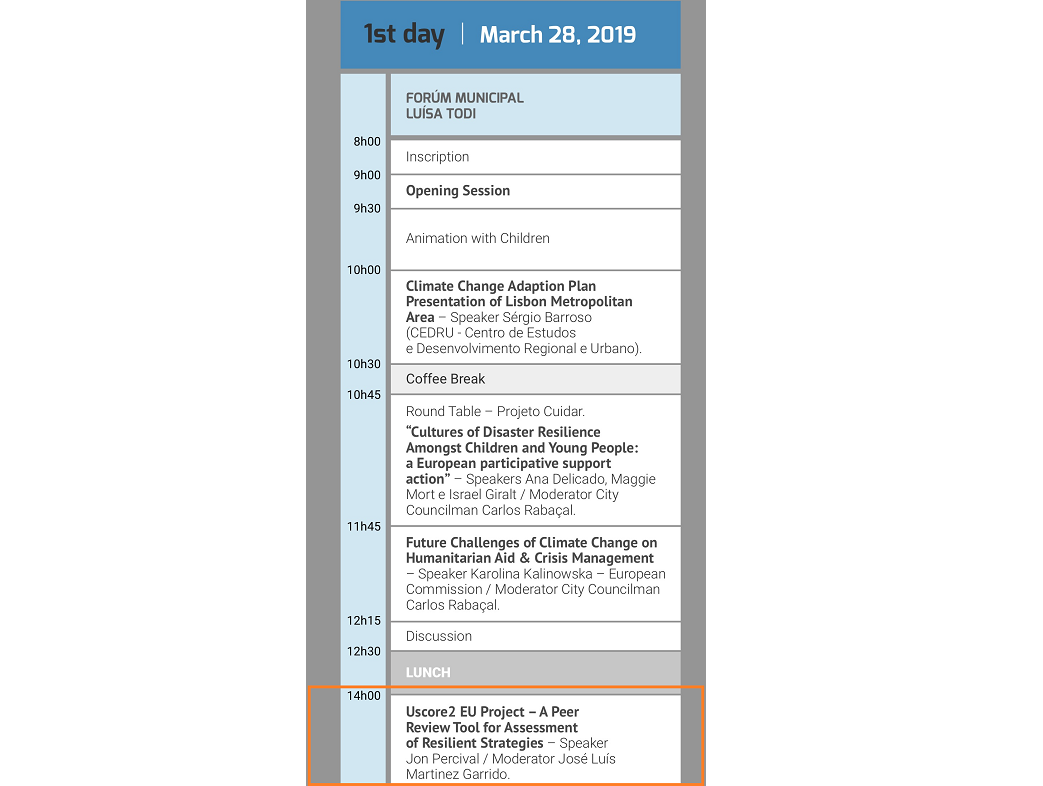 1st day | March 28, 2019
FORÚM MUNICIPAL
LUÍSA TODI
8h00
Inscription
9h00
Opening Session
9h30
Animation with Children
10h00
Climate Change Adaption Plan
Presentation of Lisbon Metropolitan
Area – Speaker Sérgio Barroso
(CEDRU - Centro de Estudos
e Desenvolvimento Regional e Urbano).
10h30
Coffee Break
10h45
Round Table – Projeto Cuidar.
“Cultures of Disaster Resilience
Amongst Children and Young People:
a European participative support
action” – Speakers Ana Delicado, Maggie
Mort e Israel Giralt / Moderator City
Councilman Carlos Rabaçal.
11h45
Future Challenges of Climate Change on
Humanitarian Aid & Crisis Management
– Speaker Karolina Kalinowska – European
Commission / Moderator City Councilman
Carlos Rabaçal.
12h15
Discussion
12h30
LUNCH
14h00
Uscore2 EU Project – A Peer
Review Tool for Assessment
of Resilient Strategies – Speaker
Jon Percival / Moderator José Luís
Martinez Garrido.